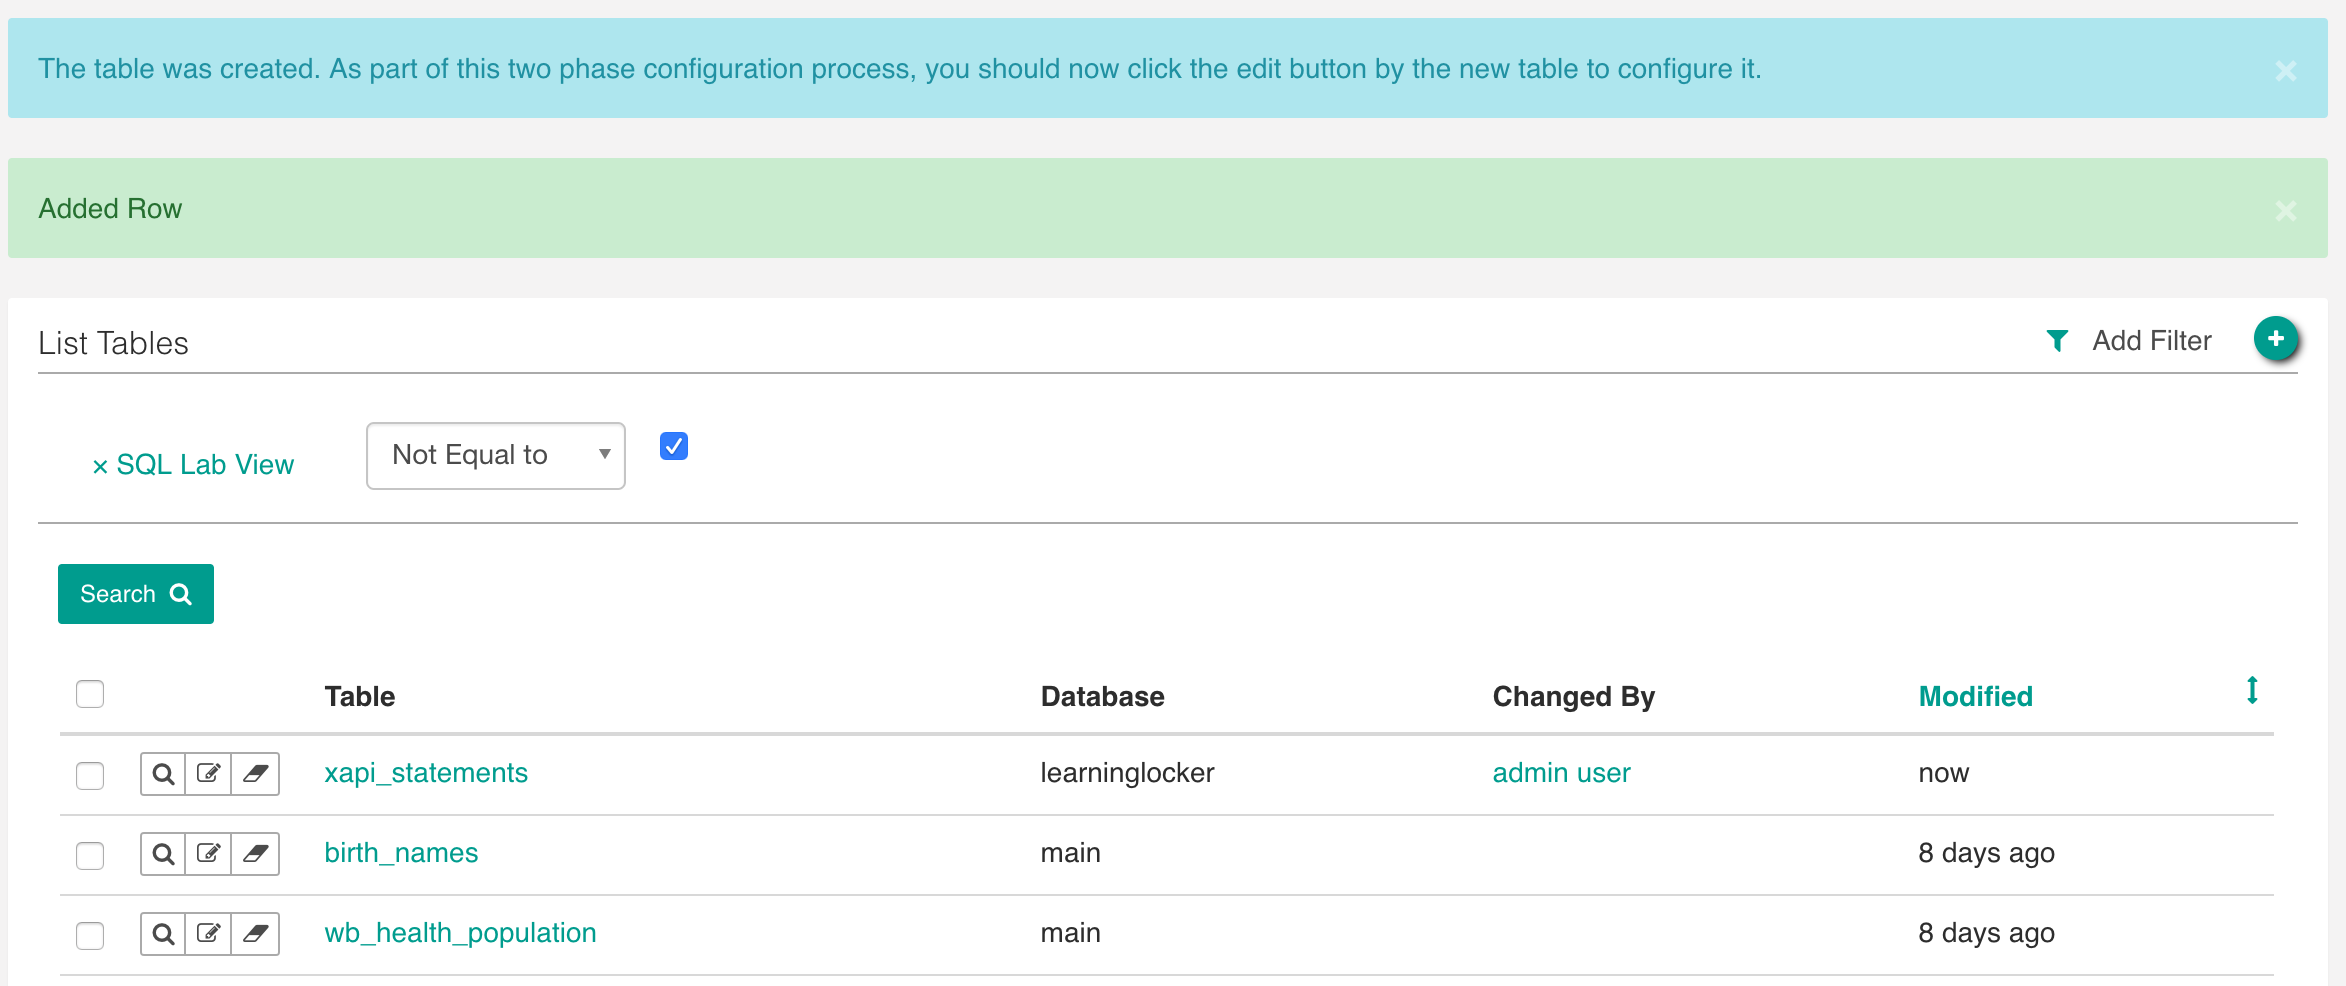 The table was created. As part of this two phase configuration process, you should now click the edit button by the new table to configure it.
×
Added Row
×
List Tables
Add Filter
+
× SQL Lab View
Not Equal to
Search
Table Database Changed By Modified
xapi_statements learninglocker admin user now
birth_names main 8 days ago
wb_health_population main 8 days ago